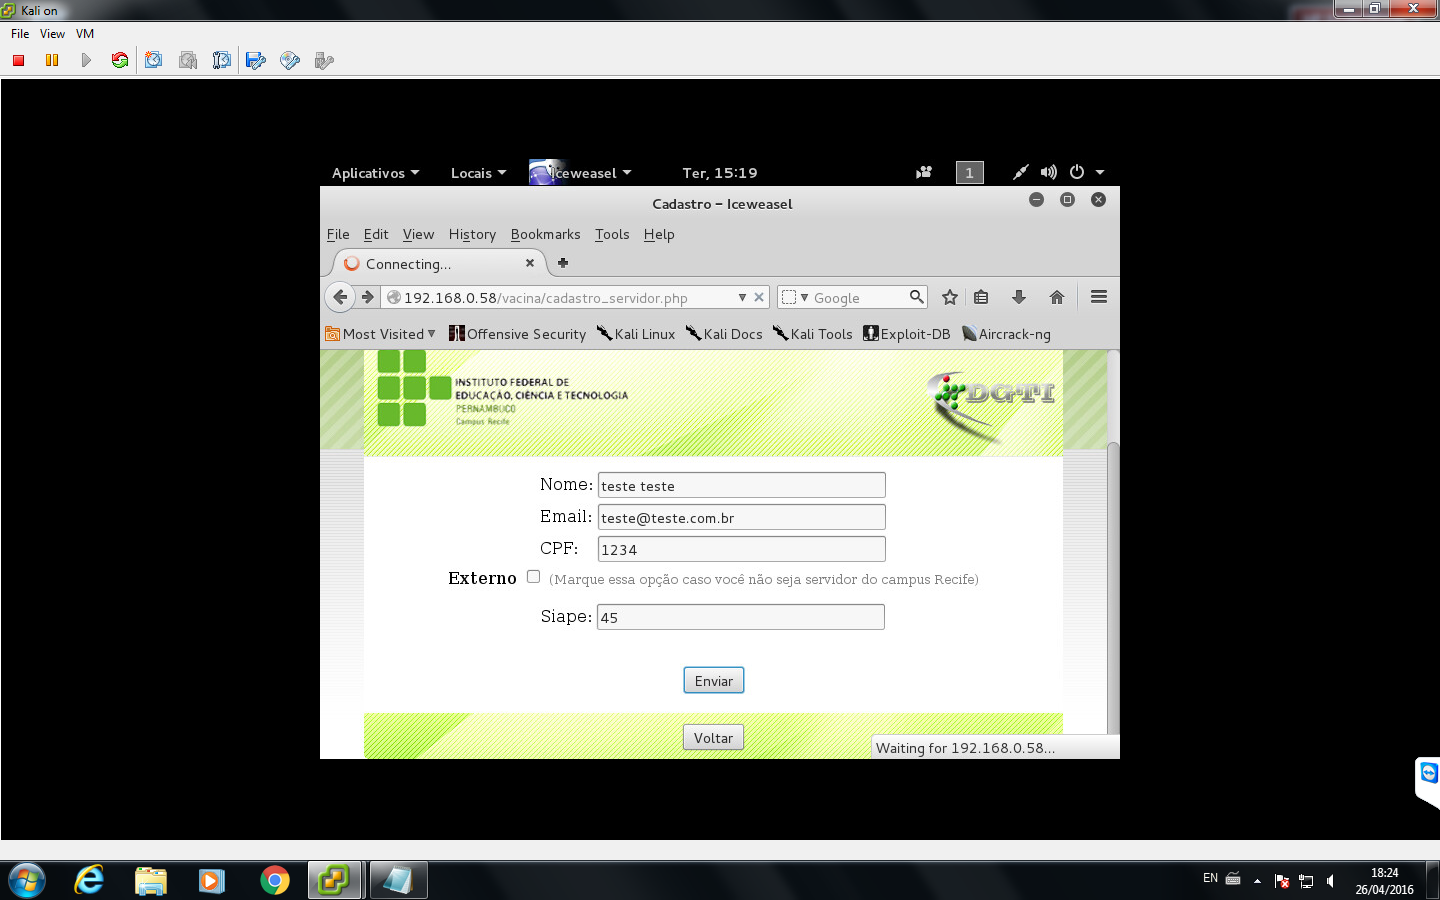 Kali on
File View VM
Aplicativos Locais Iceweasel Ter, 15:19 1
Cadastro - Iceweasel
File Edit View History Bookmarks Tools Help
Connecting...
192.168.0.58/vacina/cadastro_servidor.php Google
Most Visited Offensive Security Kali Linux Kali Docs Kali Tools Exploit-DB Aircrack-ng
INSTITUTO FEDERAL DE
EDUCAÇÃO, CIÊNCIA E TECNOLOGIA
PERNAMBUCO
Campus Recife
DGTI
Nome: teste teste
Email: teste@teste.com.br
CPF: 1234
Externo (Marque essa opção caso você não seja servidor do campus Recife)
Siape: 45
Enviar
Voltar
Waiting for 192.168.0.58...
EN 18:24
26/04/2016